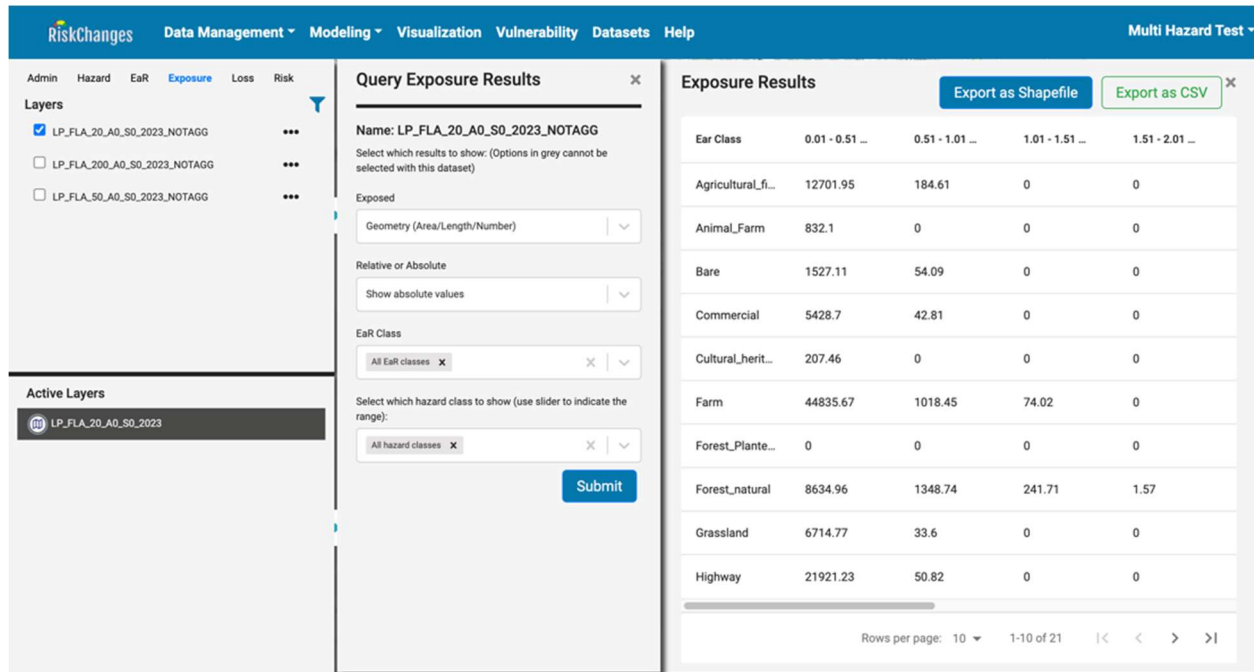 RiskChanges Data Management Modeling Visualization Vulnerability Datasets Help Multi Hazard Test
Admin Hazard EaR Exposure Loss Risk
Layers
LP_FLA_20_A0_S0_2023_NOTAGG
LP_FLA_200_A0_S0_2023_NOTAGG
LP_FLA_50_A0_S0_2023_NOTAGG
Active Layers
LP_FLA_20_A0_S0_2023
Query Exposure Results ×
Name: LP_FLA_20_A0_S0_2023_NOTAGG
Select which results to show: (Options in grey cannot be
selected with this dataset)
Exposed
Geometry (Area/Length/Number)
Relative or Absolute
Show absolute values
EaR Class
All EaR classes x
Select which hazard class to show (use slider to indicate the
range):
All hazard classes x
Submit
Exposure Results Export as Shapefile Export as CSV ×
Ear Class 0.01 - 0.51 ... 0.51 - 1.01 ... 1.01 - 1.51 ... 1.51 - 2.01 ...
Agricultural_fi... 12701.95 184.61 0 0
Animal_Farm 832.1 0 0 0
Bare 1527.11 54.09 0 0
Commercial 5428.7 42.81 0 0
Cultural_herit... 207.46 0 0 0
Farm 44835.67 1018.45 74.02 0
Forest_Plante... 0 0 0 0
Forest_natural 8634.96 1348.74 241.71 1.57
Grassland 6714.77 33.6 0 0
Highway 21921.23 50.82 0 0
Rows per page: 10 1-10 of 21